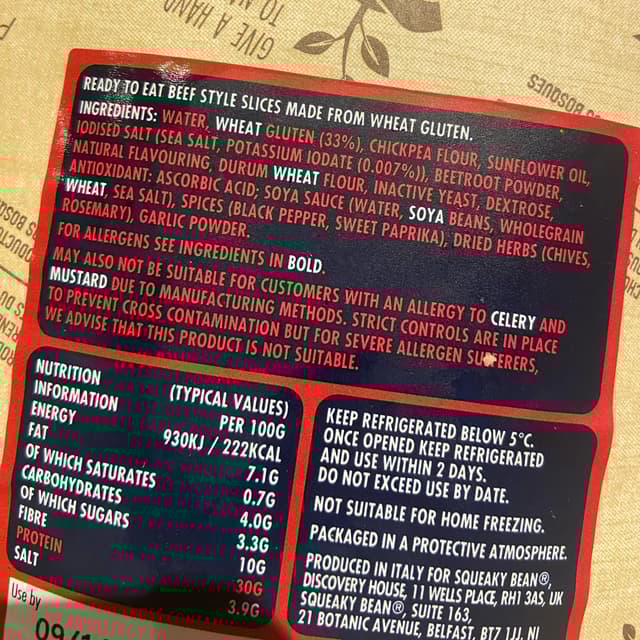 GIVE A HAND
TO N
S BOSQUES
READY TO EAT BEEF STYLE SLICES MADE FROM WHEAT GLUTEN.
INGREDIENTS: WATER, WHEAT GLUTEN (33%), CHICKPEA FLOUR, SUNFLOWER OIL,
IODISED SALT (SEA SALT, POTASSIUM IODATE (0.007%)), BEETROOT POWDER,
NATURAL FLAVOURING, DURUM WHEAT FLOUR, INACTIVE YEAST, DEXTROSE,
ANTIOXIDANT: ASCORBIC ACID; SOYA SAUCE (WATER, SOYA BEANS, WHOLEGRAIN
WHEAT, SEA SALT), SPICES (BLACK PEPPER, SWEET PAPRIKA), DRIED HERBS (CHIVES,
ROSEMARY), GARLIC POWDER.
FOR ALLERGENS SEE INGREDIENTS IN BOLD.
MAY ALSO NOT BE SUITABLE FOR CUSTOMERS WITH AN ALLERGY TO CELERY AND
MUSTARD DUE TO MANUFACTURING METHODS. STRICT CONTROLS ARE IN PLACE
TO PREVENT CROSS CONTAMINATION BUT FOR SEVERE ALLERGEN SUFFERERS,
WE ADVISE THAT THIS PRODUCT IS NOT SUITABLE.
NUTRITION (TYPICAL VALUES)
INFORMATION PER 100G
ENERGY 930KJ / 222KCAL
FAT 7.1G
OF WHICH SATURATES 0.7G
CARBOHYDRATES 4.0G
OF WHICH SUGARS 3.3G
FIBRE 10G
PROTEIN 30G
SALT 3.9G
KEEP REFRIGERATED BELOW 5°C.
ONCE OPENED KEEP REFRIGERATED
AND USE WITHIN 2 DAYS.
DO NOT EXCEED USE BY DATE.
NOT SUITABLE FOR HOME FREEZING.
PACKAGED IN A PROTECTIVE ATMOSPHERE.
PRODUCED IN ITALY FOR SQUEAKY BEAN®,
DISCOVERY HOUSE, 11 WELLS PLACE, RH1 3AS, UK
SQUEAKY BEAN®, SUITE 163,
21 BOTANIC AVENUE, BELFAST, BT7 1JJ, NI
Use by
09/1